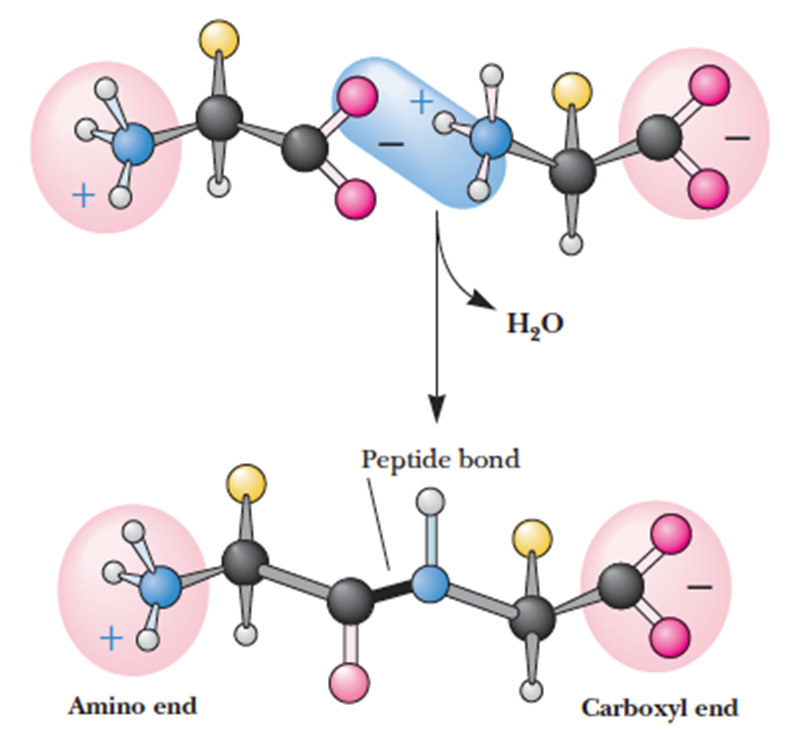 +
−
+
−
H₂O
Peptide bond
+
−
Amino end
Carboxyl end